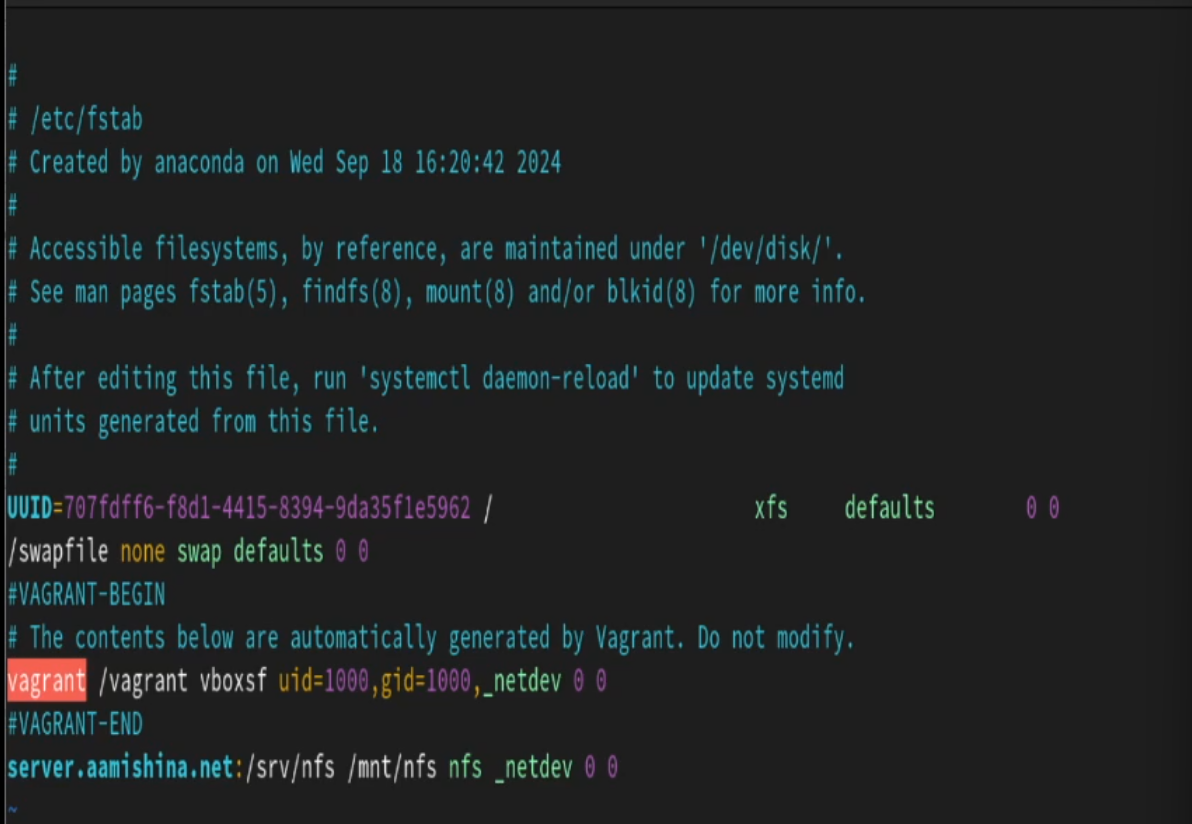 #
# /etc/fstab
# Created by anaconda on Wed Sep 18 16:20:42 2024
#
# Accessible filesystems, by reference, are maintained under '/dev/disk/'.
# See man pages fstab(5), findfs(8), mount(8) and/or blkid(8) for more info.
#
# After editing this file, run 'systemctl daemon-reload' to update systemd
# units generated from this file.
#
UUID=707fdff6-f8d1-4415-8394-9da35f1e5962 / xfs defaults 0 0
/swapfile none swap defaults 0 0
#VAGRANT-BEGIN
# The contents below are automatically generated by Vagrant. Do not modify.
vagrant /vagrant vboxsf uid=1000,gid=1000,_netdev 0 0
#VAGRANT-END
server.aamishina.net:/srv/nfs /mnt/nfs nfs _netdev 0 0
~